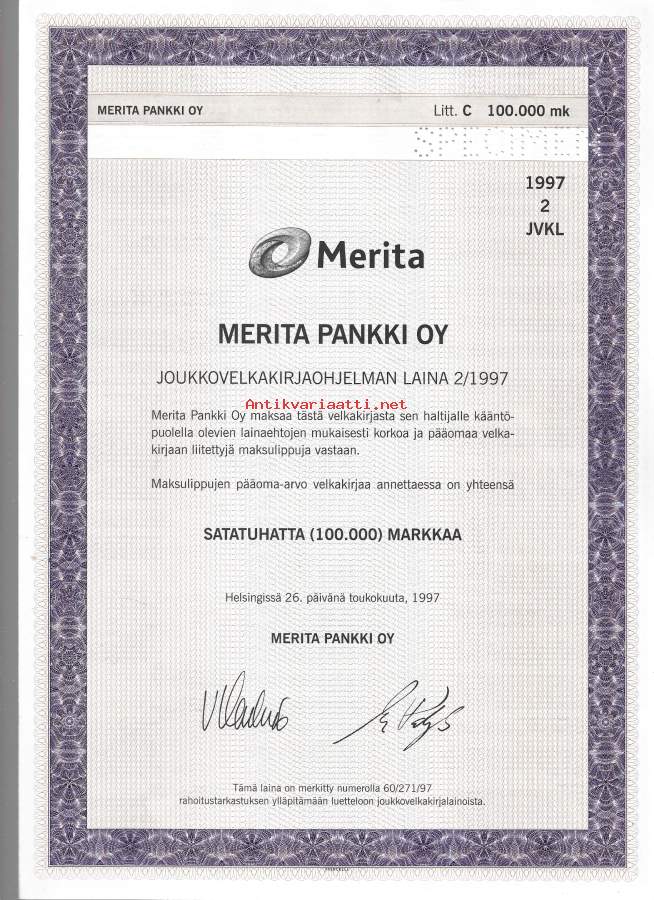 MERITA PANKKI OY Litt. C 100.000 mk
SPECIMEN
1997
2
JVKL
Merita
MERITA PANKKI OY
JOUKKOVELKAKIRJAOHJELMAN LAINA 2/1997
Antikvariaatti.net
Merita Pankki Oy maksaa tästä velkakirjasta sen haltijalle kääntö-
puolella olevien lainaehtojen mukaisesti korkoa ja pääomaa velka-
kirjaan liitettyjä maksulippuja vastaan.
Maksulippujen pääoma-arvo velkakirjaa annettaessa on yhteensä
SATATUHATTA (100.000) MARKKAA
Helsingissä 26. päivänä toukokuuta, 1997
MERITA PANKKI OY
Tämä laina on merkitty numerolla 60/271/97
rahoitustarkastuksen ylläpitämään luetteloon joukkovelkakirjalainoista.